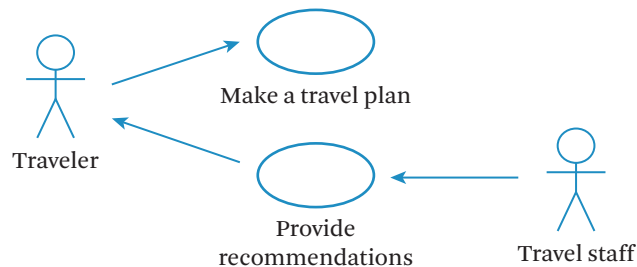 Make a travel plan
Traveler
Provide
recommendations
Travel staff